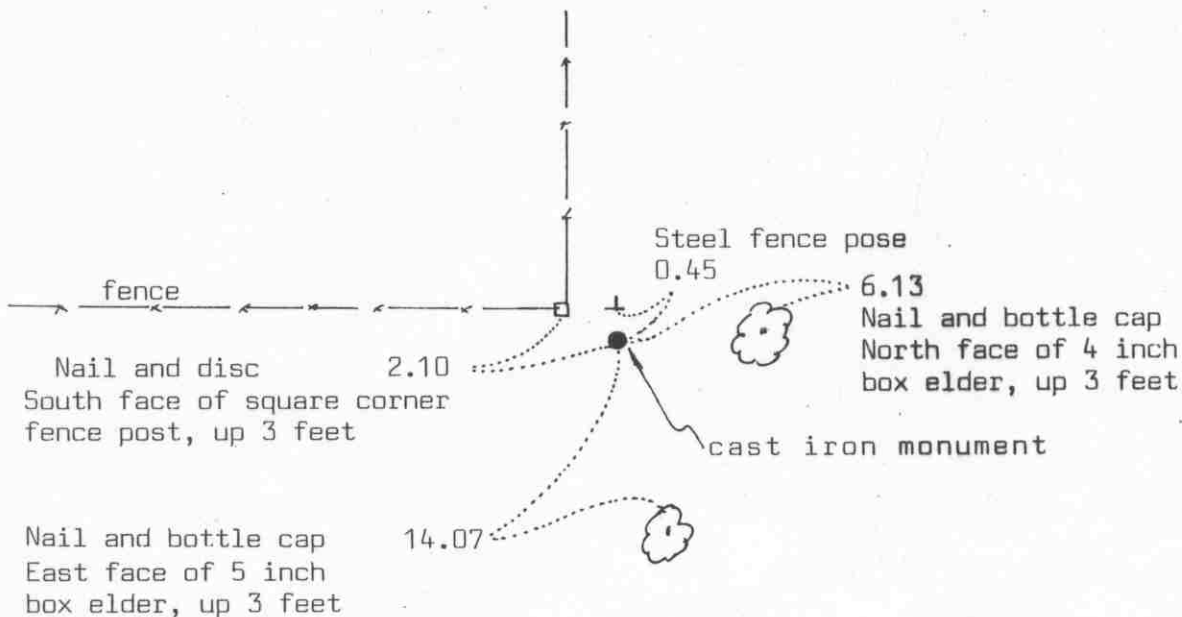 Steel fence pose
0.45
fence
6.13
Nail and bottle cap
North face of 4 inch
box elder, up 3 feet
Nail and disc 2.10
South face of square corner
fence post, up 3 feet
cast iron monument
Nail and bottle cap 14.07
East face of 5 inch
box elder, up 3 feet